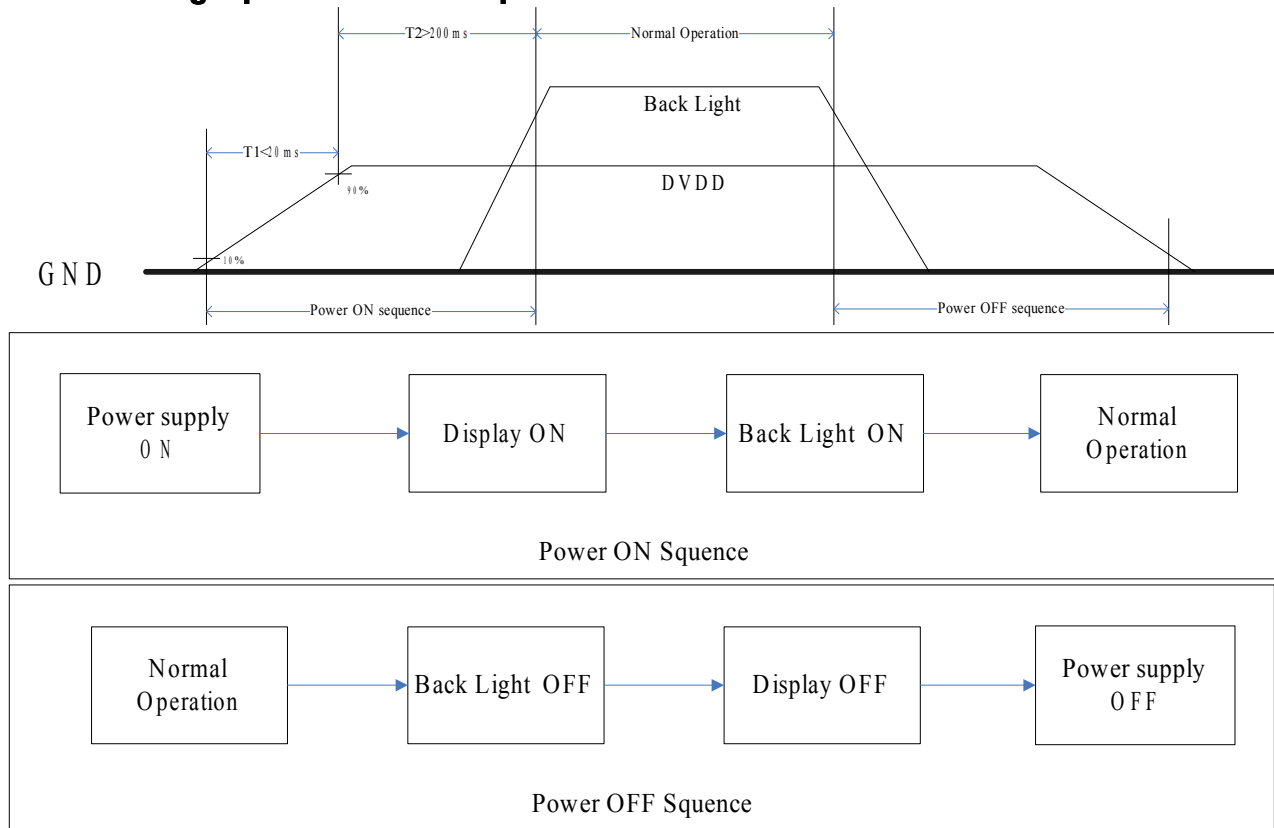 T2>200ms
Normal Operation
Back Light
T1<20ms
DVDD
90%
10%
GND
Power ON sequence
Power OFF sequence
Power supply
ON
Display ON
Back Light ON
Normal
Operation
Power ON Squence
Normal
Operation
Back Light OFF
Display OFF
Power supply
OFF
Power OFF Squence